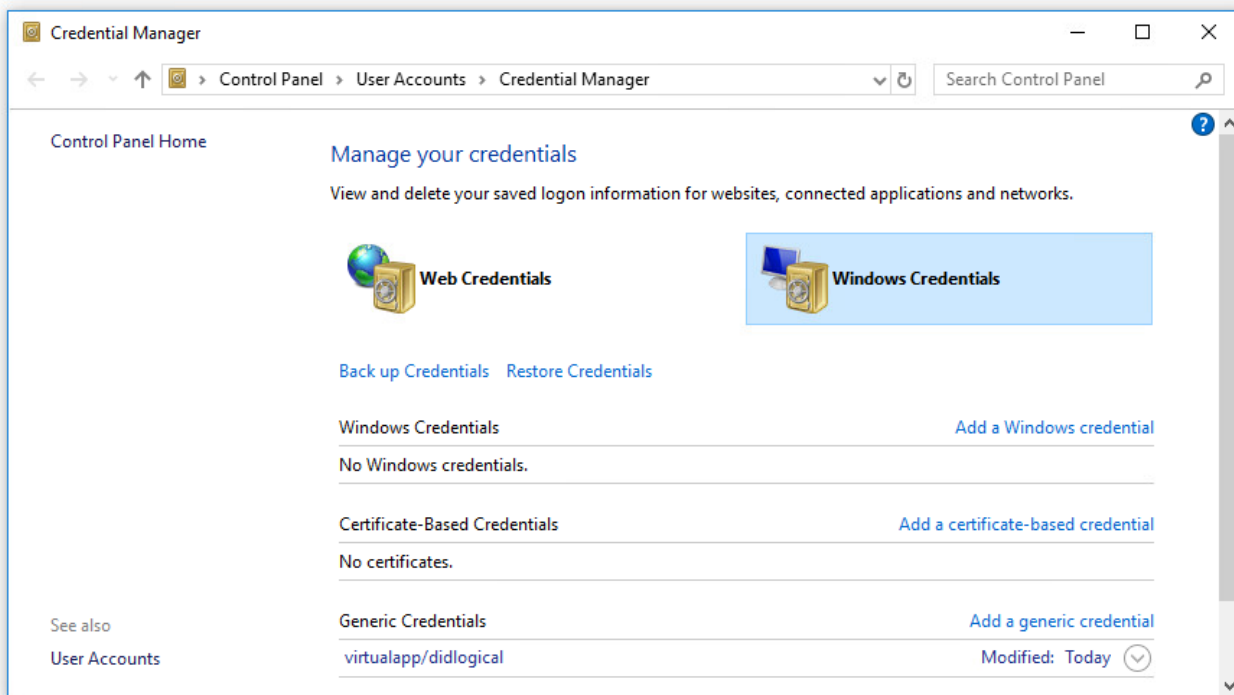 Credential Manager
Control Panel > User Accounts > Credential Manager
Search Control Panel
Control Panel Home
Manage your credentials
View and delete your saved logon information for websites, connected applications and networks.
Web Credentials
Windows Credentials
Back up Credentials Restore Credentials
Windows Credentials Add a Windows credential
No Windows credentials.
Certificate-Based Credentials Add a certificate-based credential
No certificates.
See also
User Accounts
Generic Credentials Add a generic credential
virtualapp/didlogical Modified: Today